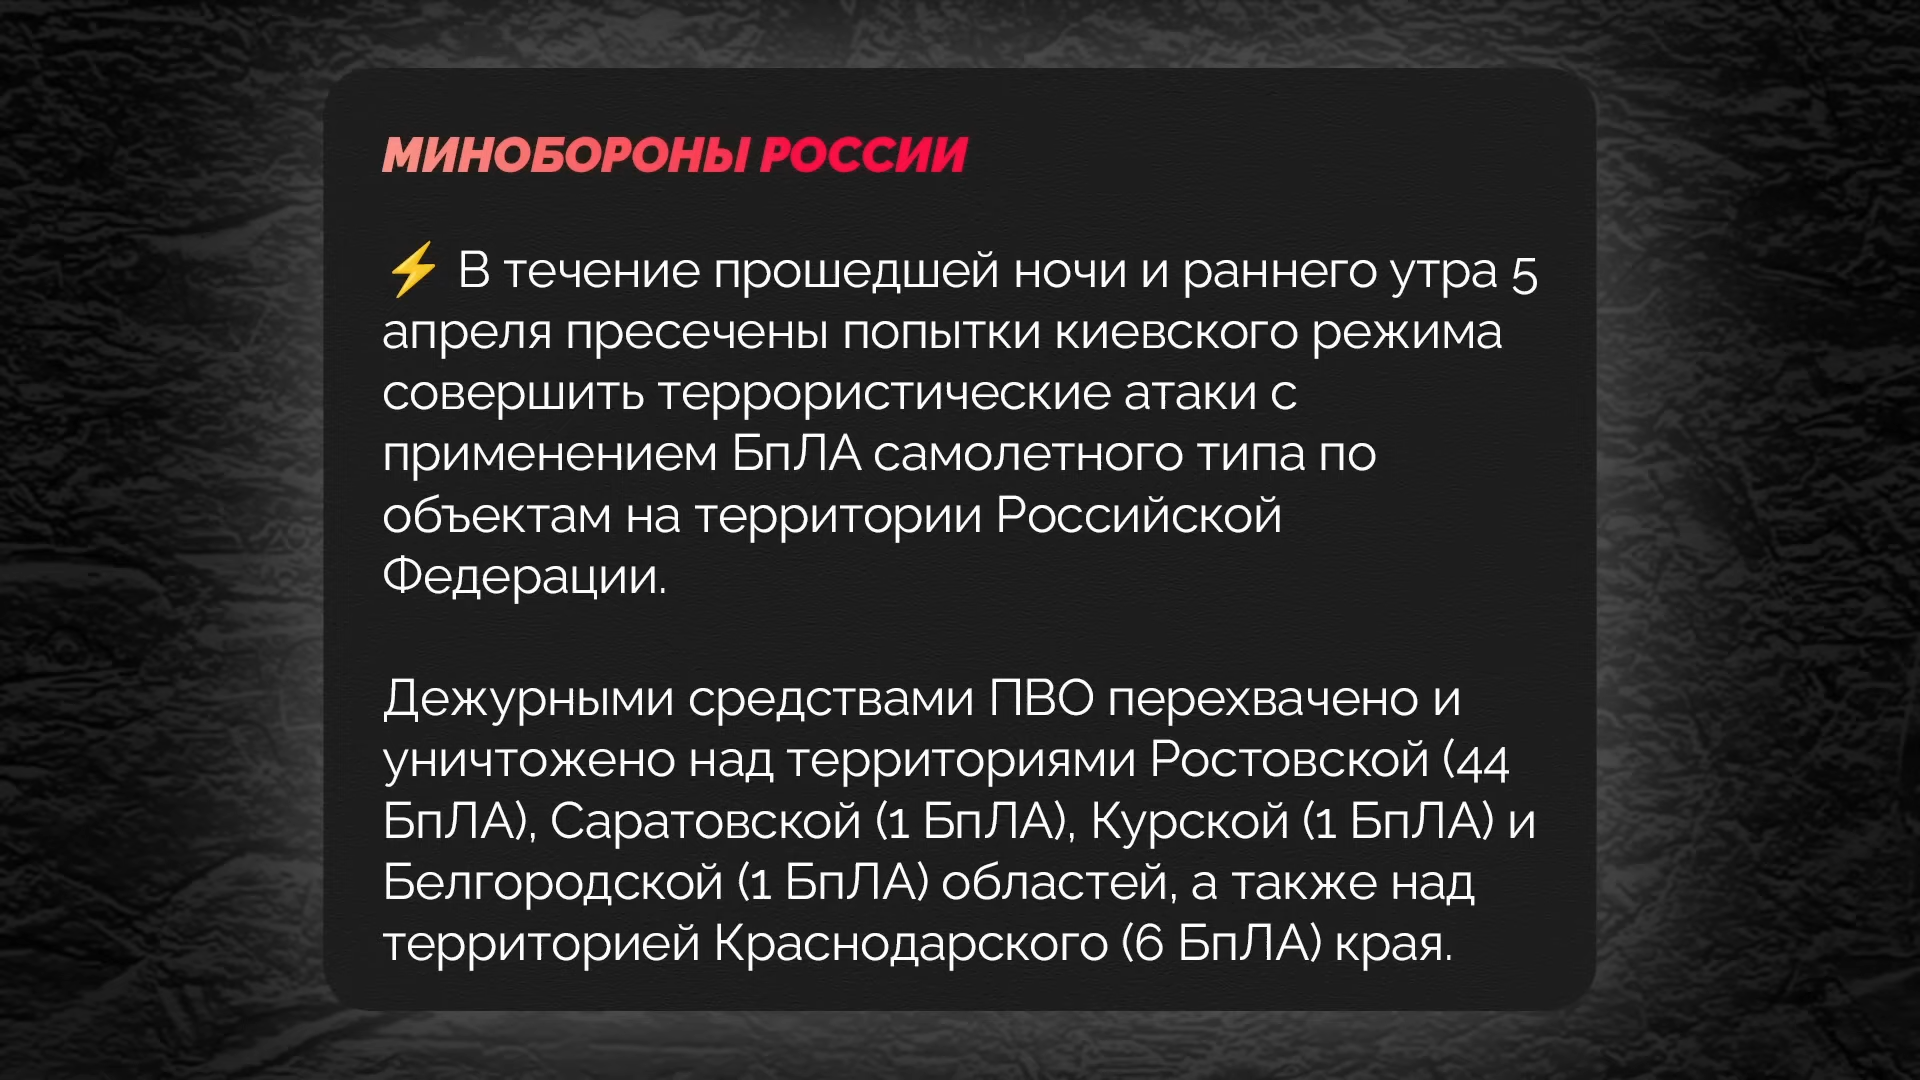 МИНОБОРОНЫ РОССИИ
⚡ В течение прошедшей ночи и раннего утра 5
апреля пресечены попытки киевского режима
совершить террористические атаки с
применением БпЛА самолетного типа по
объектам на территории Российской
Федерации.
Дежурными средствами ПВО перехвачено и
уничтожено над территориями Ростовской (44
БпЛА), Саратовской (1 БпЛА), Курской (1 БпЛА) и
Белгородской (1 БпЛА) областей, а также над
территорией Краснодарского (6 БпЛА) края.